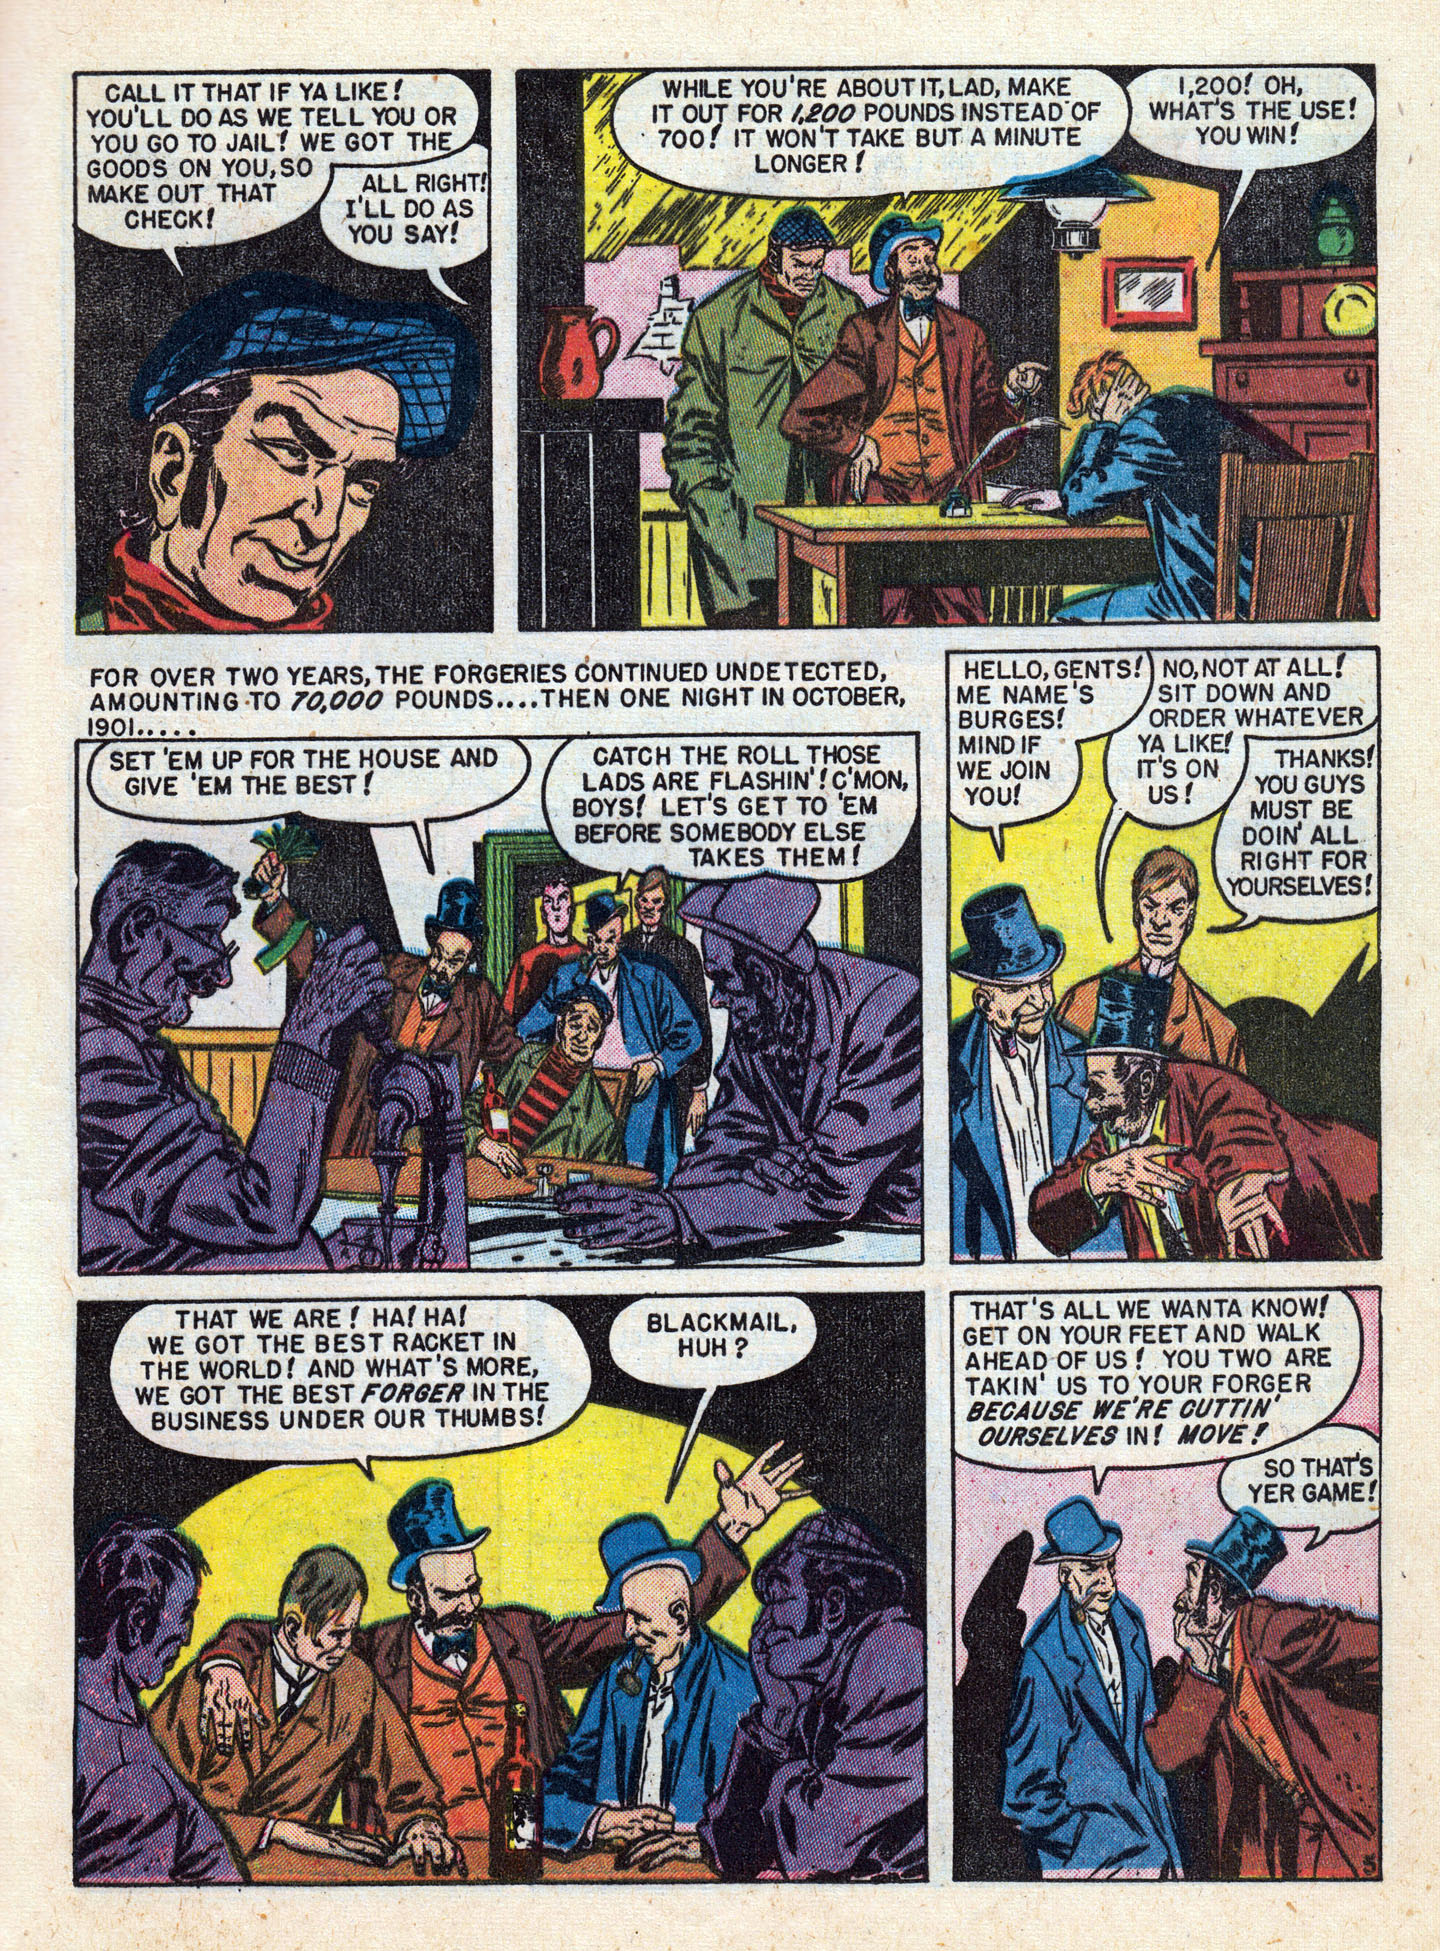 CALL IT THAT IF YA LIKE!
YOU'LL DO AS WE TELL YOU OR
YOU GO TO JAIL! WE GOT THE
GOODS ON YOU, SO
MAKE OUT THAT
CHECK!
ALL RIGHT!
I'LL DO AS
YOU SAY!
WHILE YOU'RE ABOUT IT, LAD, MAKE
IT OUT FOR 1,200 POUNDS INSTEAD OF
700! IT WON'T TAKE BUT A MINUTE
LONGER!
1,200! OH,
WHAT'S THE USE!
YOU WIN!
FOR OVER TWO YEARS, THE FORGERIES CONTINUED UNDETECTED,
AMOUNTING TO 70,000 POUNDS....THEN ONE NIGHT IN OCTOBER,
1901.....
SET 'EM UP FOR THE HOUSE AND
GIVE 'EM THE BEST!
CATCH THE ROLL THOSE
LADS ARE FLASHIN'! C'MON,
BOYS! LET'S GET TO 'EM
BEFORE SOMEBODY ELSE
TAKES THEM!
HELLO, GENTS!
ME NAME'S
BURGES!
MIND IF
WE JOIN
YOU!
NO, NOT AT ALL!
SIT DOWN AND
ORDER WHATEVER
YA LIKE!
IT'S ON
US!
THANKS!
YOU GUYS
MUST BE
DOIN' ALL
RIGHT FOR
YOURSELVES!
THAT WE ARE! HA! HA!
WE GOT THE BEST RACKET IN
THE WORLD! AND WHAT'S MORE,
WE GOT THE BEST FORGER IN THE
BUSINESS UNDER OUR THUMBS!
BLACKMAIL,
HUH?
THAT'S ALL WE WANTA KNOW!
GET ON YOUR FEET AND WALK
AHEAD OF US! YOU TWO ARE
TAKIN' US TO YOUR FORGER
BECAUSE WE'RE CUTTIN'
OURSELVES IN! MOVE!
SO THAT'S
YER GAME!
5